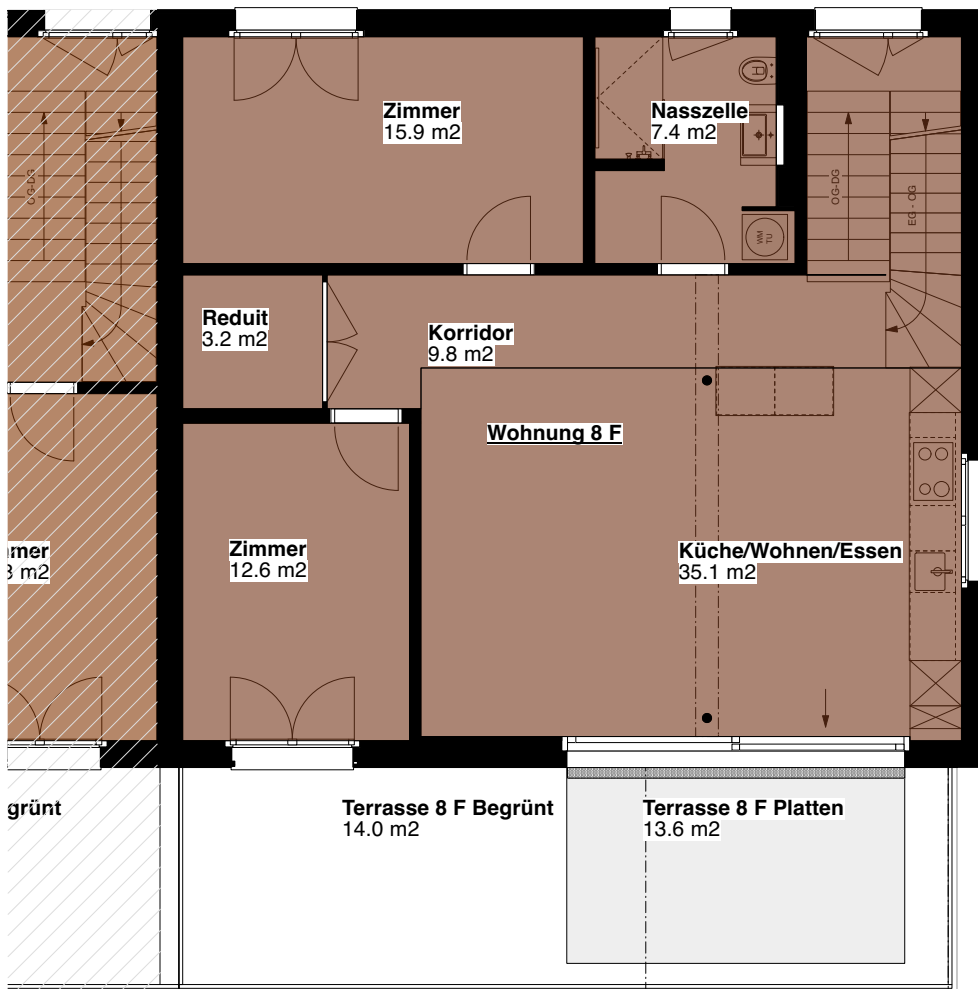 Zimmer
15.9 m2
Nasszelle
7.4 m2
OG-DG
OG-DG
EG - OG
WM
TU
Reduit
3.2 m2
Korridor
9.8 m2
Wohnung 8 F
mmer
m2
Zimmer
12.6 m2
Küche/Wohnen/Essen
35.1 m2
grünt
Terrasse 8 F Begrünt
14.0 m2
Terrasse 8 F Platten
13.6 m2